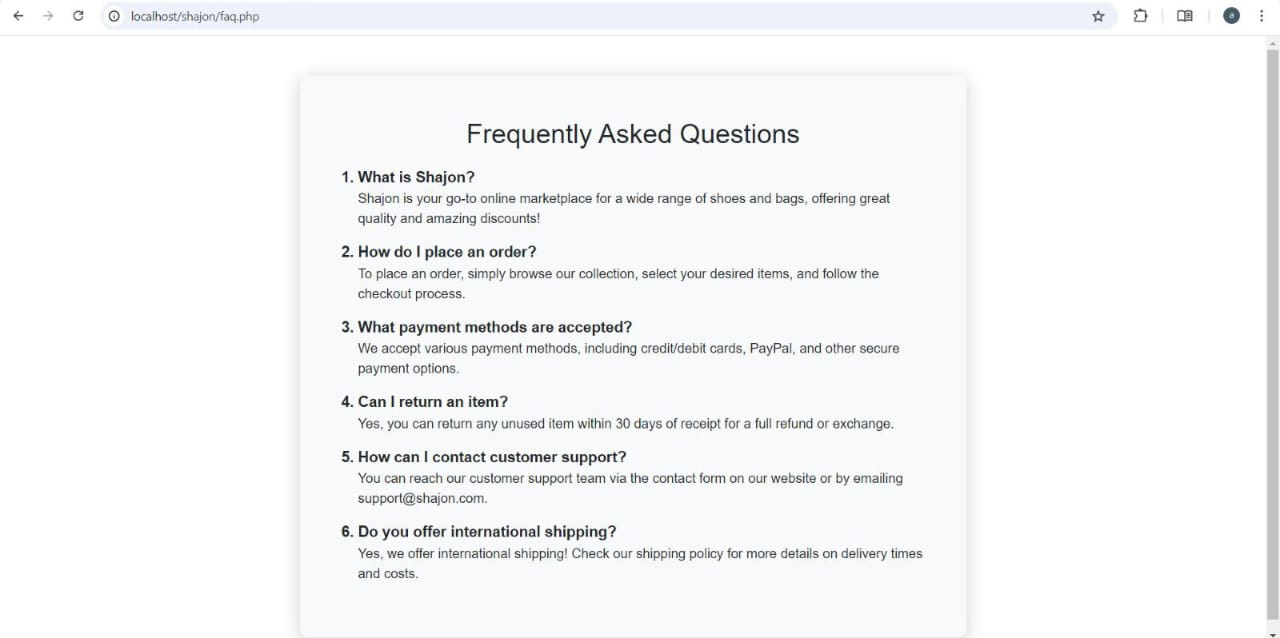 localhost/shajon/faq.php
a
Frequently Asked Questions
1. What is Shajon?
Shajon is your go-to online marketplace for a wide range of shoes and bags, offering great
quality and amazing discounts!
2. How do I place an order?
To place an order, simply browse our collection, select your desired items, and follow the
checkout process.
3. What payment methods are accepted?
We accept various payment methods, including credit/debit cards, PayPal, and other secure
payment options.
4. Can I return an item?
Yes, you can return any unused item within 30 days of receipt for a full refund or exchange.
5. How can I contact customer support?
You can reach our customer support team via the contact form on our website or by emailing
support@shajon.com.
6. Do you offer international shipping?
Yes, we offer international shipping! Check our shipping policy for more details on delivery times
and costs.